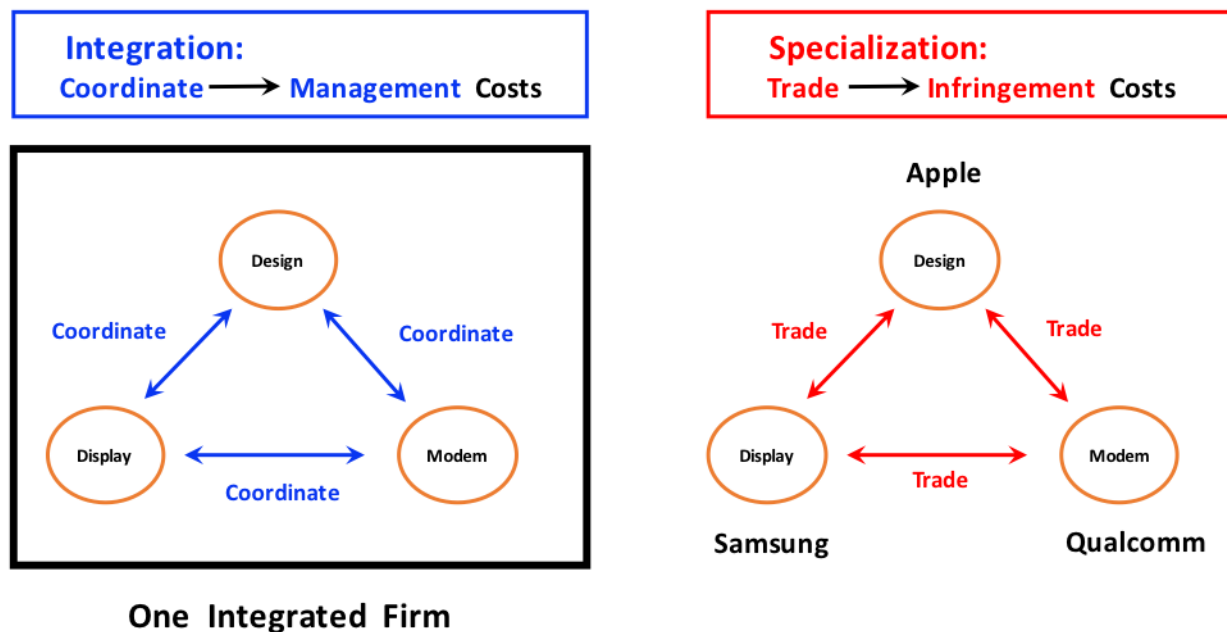 Integration:
Coordinate Management Costs
Specialization:
Trade Infringement Costs
Design
Coordinate
Coordinate
Display
Modem
Coordinate
One Integrated Firm
Apple
Design
Trade
Trade
Display
Modem
Trade
Samsung
Qualcomm